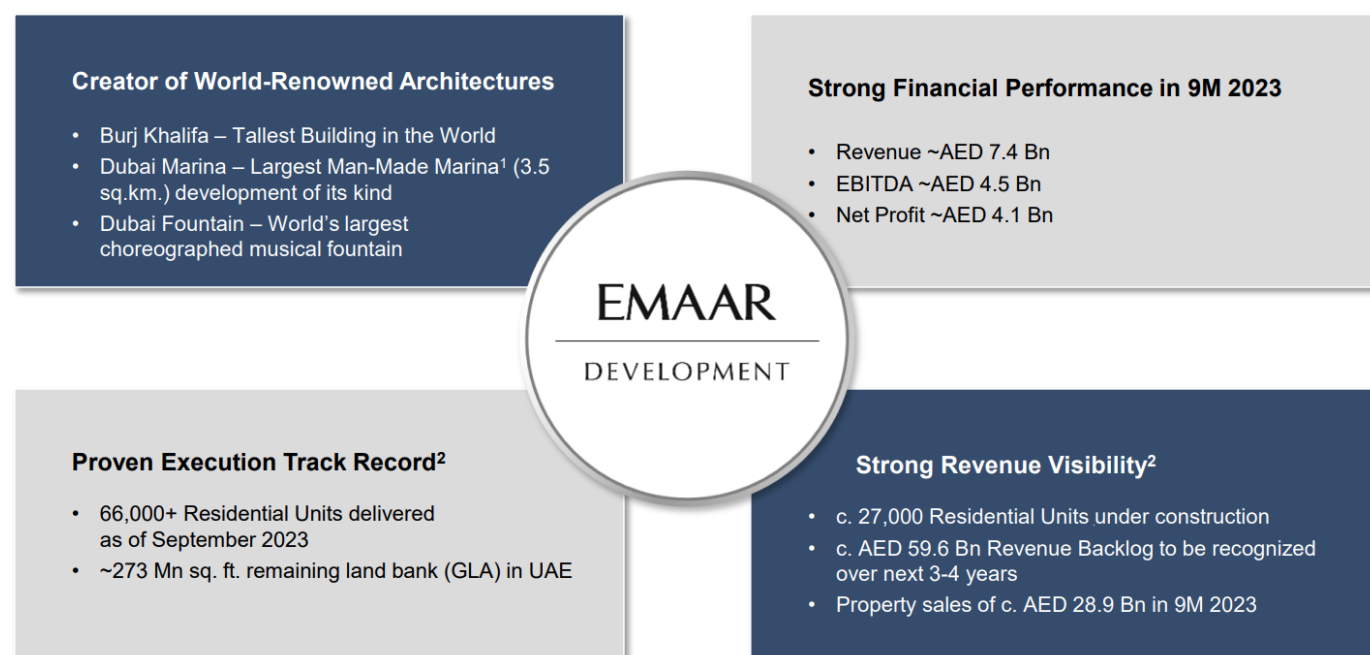 Creator of World-Renowned Architectures
• Burj Khalifa – Tallest Building in the World
• Dubai Marina – Largest Man-Made Marina¹ (3.5
sq.km.) development of its kind
• Dubai Fountain – World’s largest
choreographed musical fountain
Strong Financial Performance in 9M 2023
• Revenue ~AED 7.4 Bn
• EBITDA ~AED 4.5 Bn
• Net Profit ~AED 4.1 Bn
EMAAR
DEVELOPMENT
Proven Execution Track Record²
• 66,000+ Residential Units delivered
as of September 2023
• ~273 Mn sq. ft. remaining land bank (GLA) in UAE
Strong Revenue Visibility²
• c. 27,000 Residential Units under construction
• c. AED 59.6 Bn Revenue Backlog to be recognized
over next 3-4 years
• Property sales of c. AED 28.9 Bn in 9M 2023